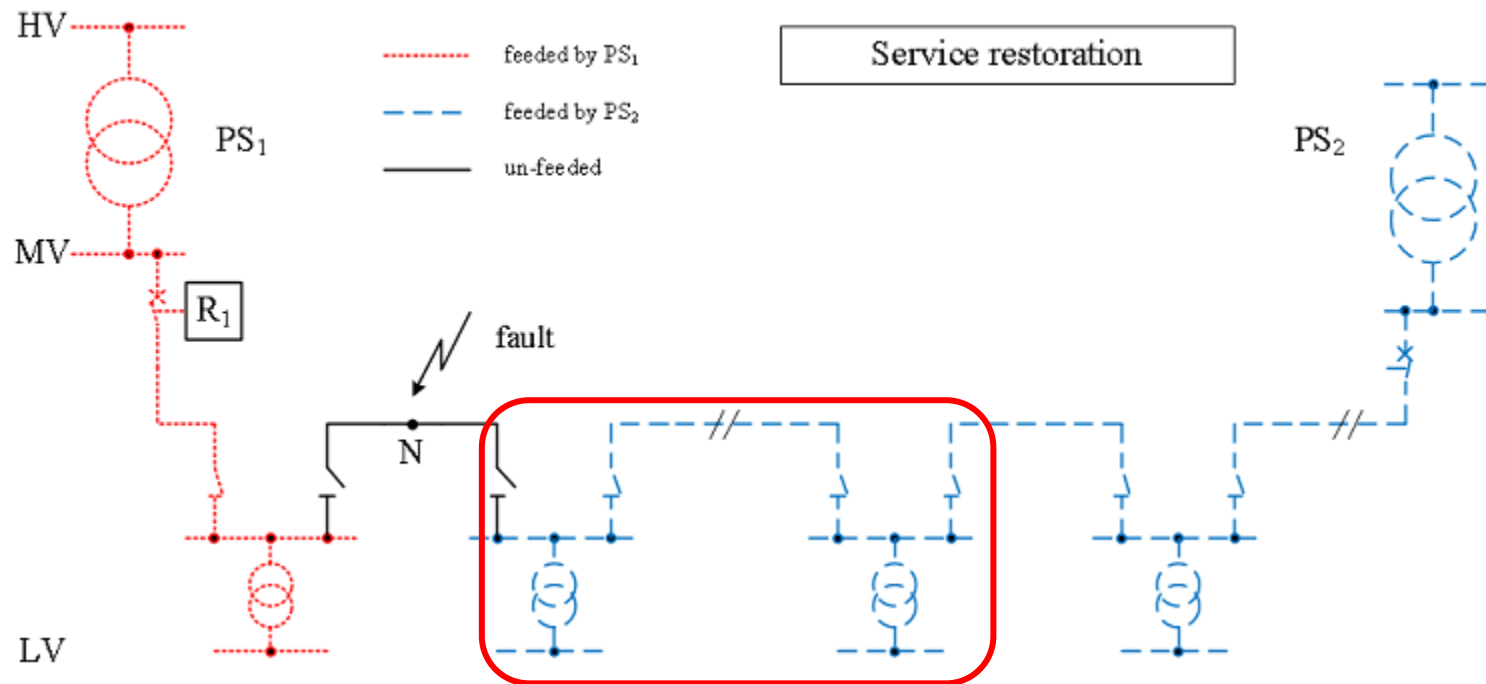 HV
feeded by PS₁
Service restoration
feeded by PS₂
PS₁
PS₂
un-feeded
MV
R₁
fault
N
LV